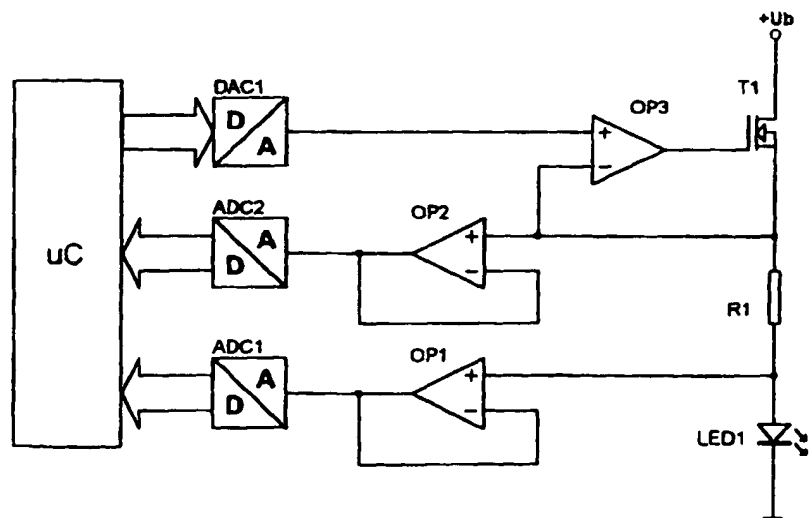 +Ub
DAC1
D
A
T1
OP3
+
−
ADC2
A
D
OP2
+
−
uC
R1
ADC1
A
D
OP1
+
−
LED1